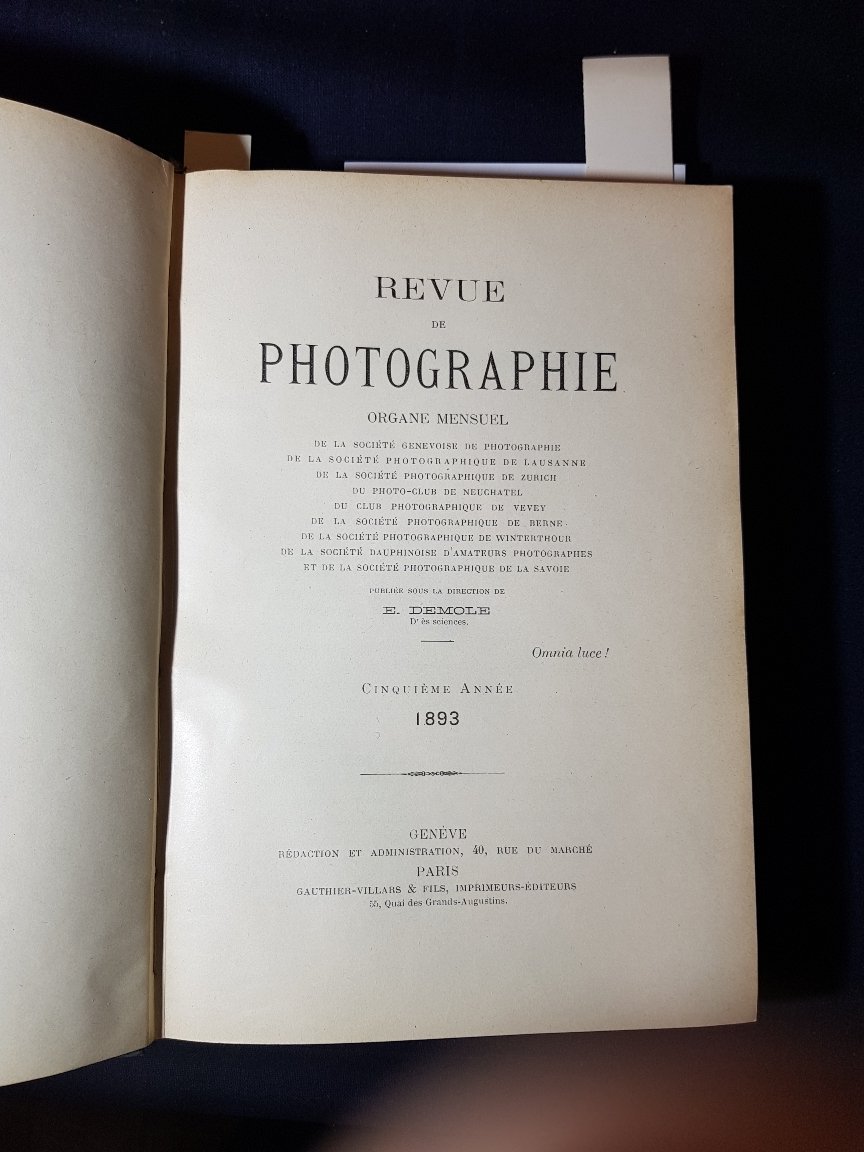 REVUE
DE
PHOTOGRAPHIE
ORGANE MENSUEL
DE LA SOCIÉTÉ GENEVOISE DE PHOTOGRAPHIE
DE LA SOCIÉTÉ PHOTOGRAPHIQUE DE LAUSANNE
DE LA SOCIÉTÉ PHOTOGRAPHIQUE DE ZURICH
DU PHOTO-CLUB DE NEUCHATEL
DU CLUB PHOTOGRAPHIQUE DE VEVEY
DE LA SOCIÉTÉ PHOTOGRAPHIQUE DE BERNE
DE LA SOCIÉTÉ PHOTOGRAPHIQUE DE WINTERTHOUR
DE LA SOCIÉTÉ DAUPHINOISE D'AMATEURS PHOTOGRAPHES
ET DE LA SOCIÉTÉ PHOTOGRAPHIQUE DE LA SAVOIE
PUBLIÉE SOUS LA DIRECTION DE
E. DEMOLE
Dr ès sciences.
Omnia luce!
CINQUIÈME ANNÉE
1893
GENÈVE
RÉDACTION ET ADMINISTRATION, 40, RUE DU MARCHÉ
PARIS
GAUTHIER-VILLARS & FILS, IMPRIMEURS-ÉDITEURS
55, Quai des Grands-Augustins.